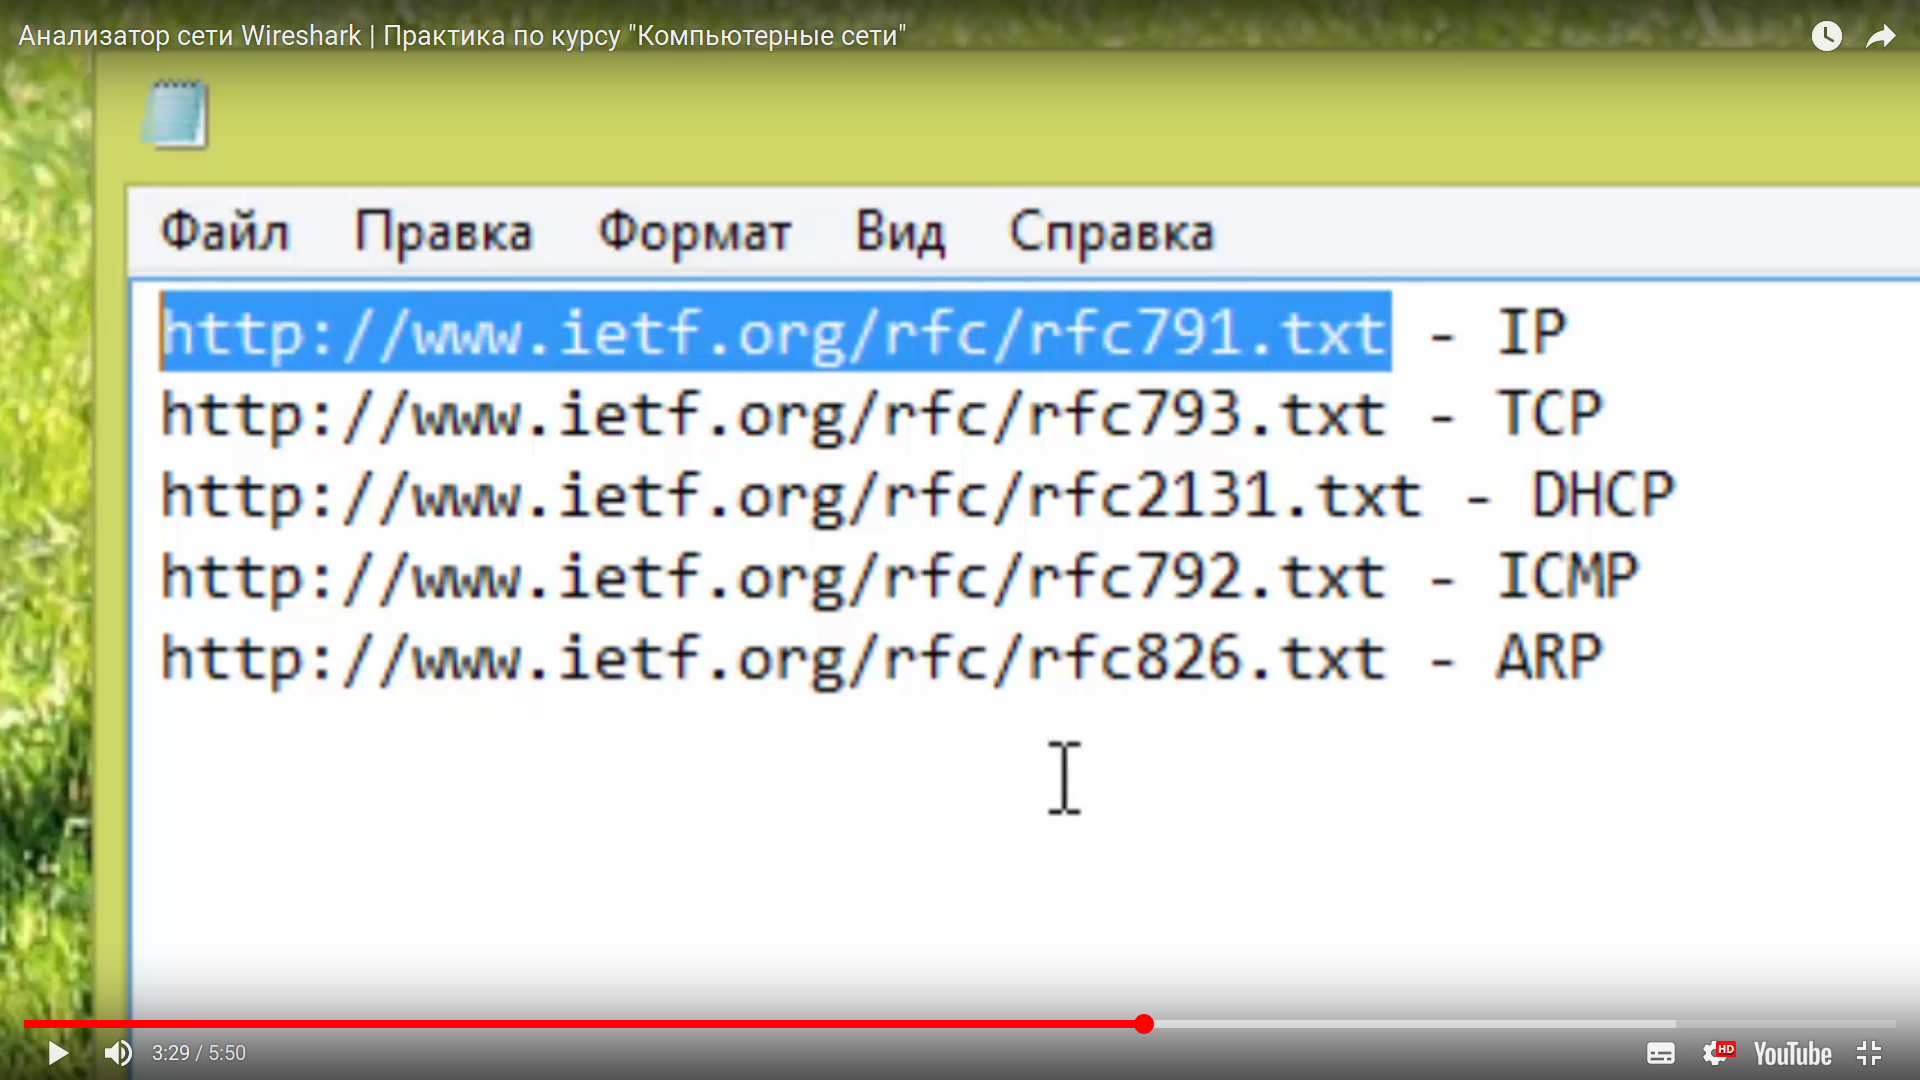 Анализатор сети Wireshark | Практика по курсу "Компьютерные сети"
Файл Правка Формат Вид Справка
http://www.ietf.org/rfc/rfc791.txt - IP
http://www.ietf.org/rfc/rfc793.txt - TCP
http://www.ietf.org/rfc/rfc2131.txt - DHCP
http://www.ietf.org/rfc/rfc792.txt - ICMP
http://www.ietf.org/rfc/rfc826.txt - ARP
3:29 / 5:50 HD YouTube